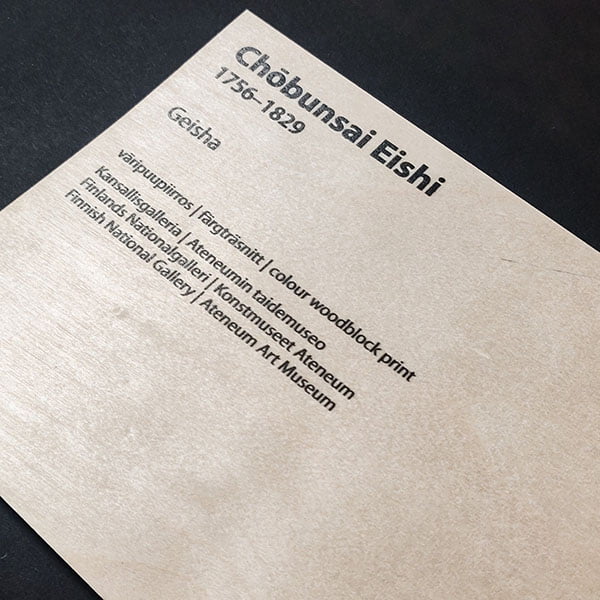 Chōbunsai Eishi
1756–1829
Geisha
väripuupiirros | färgträsnitt | colour woodblock print
Kansallisgalleria | Ateneumin taidemuseo
Finlands Nationalgalleri | Konstmuseet Ateneum
Finnish National Gallery | Ateneum Art Museum